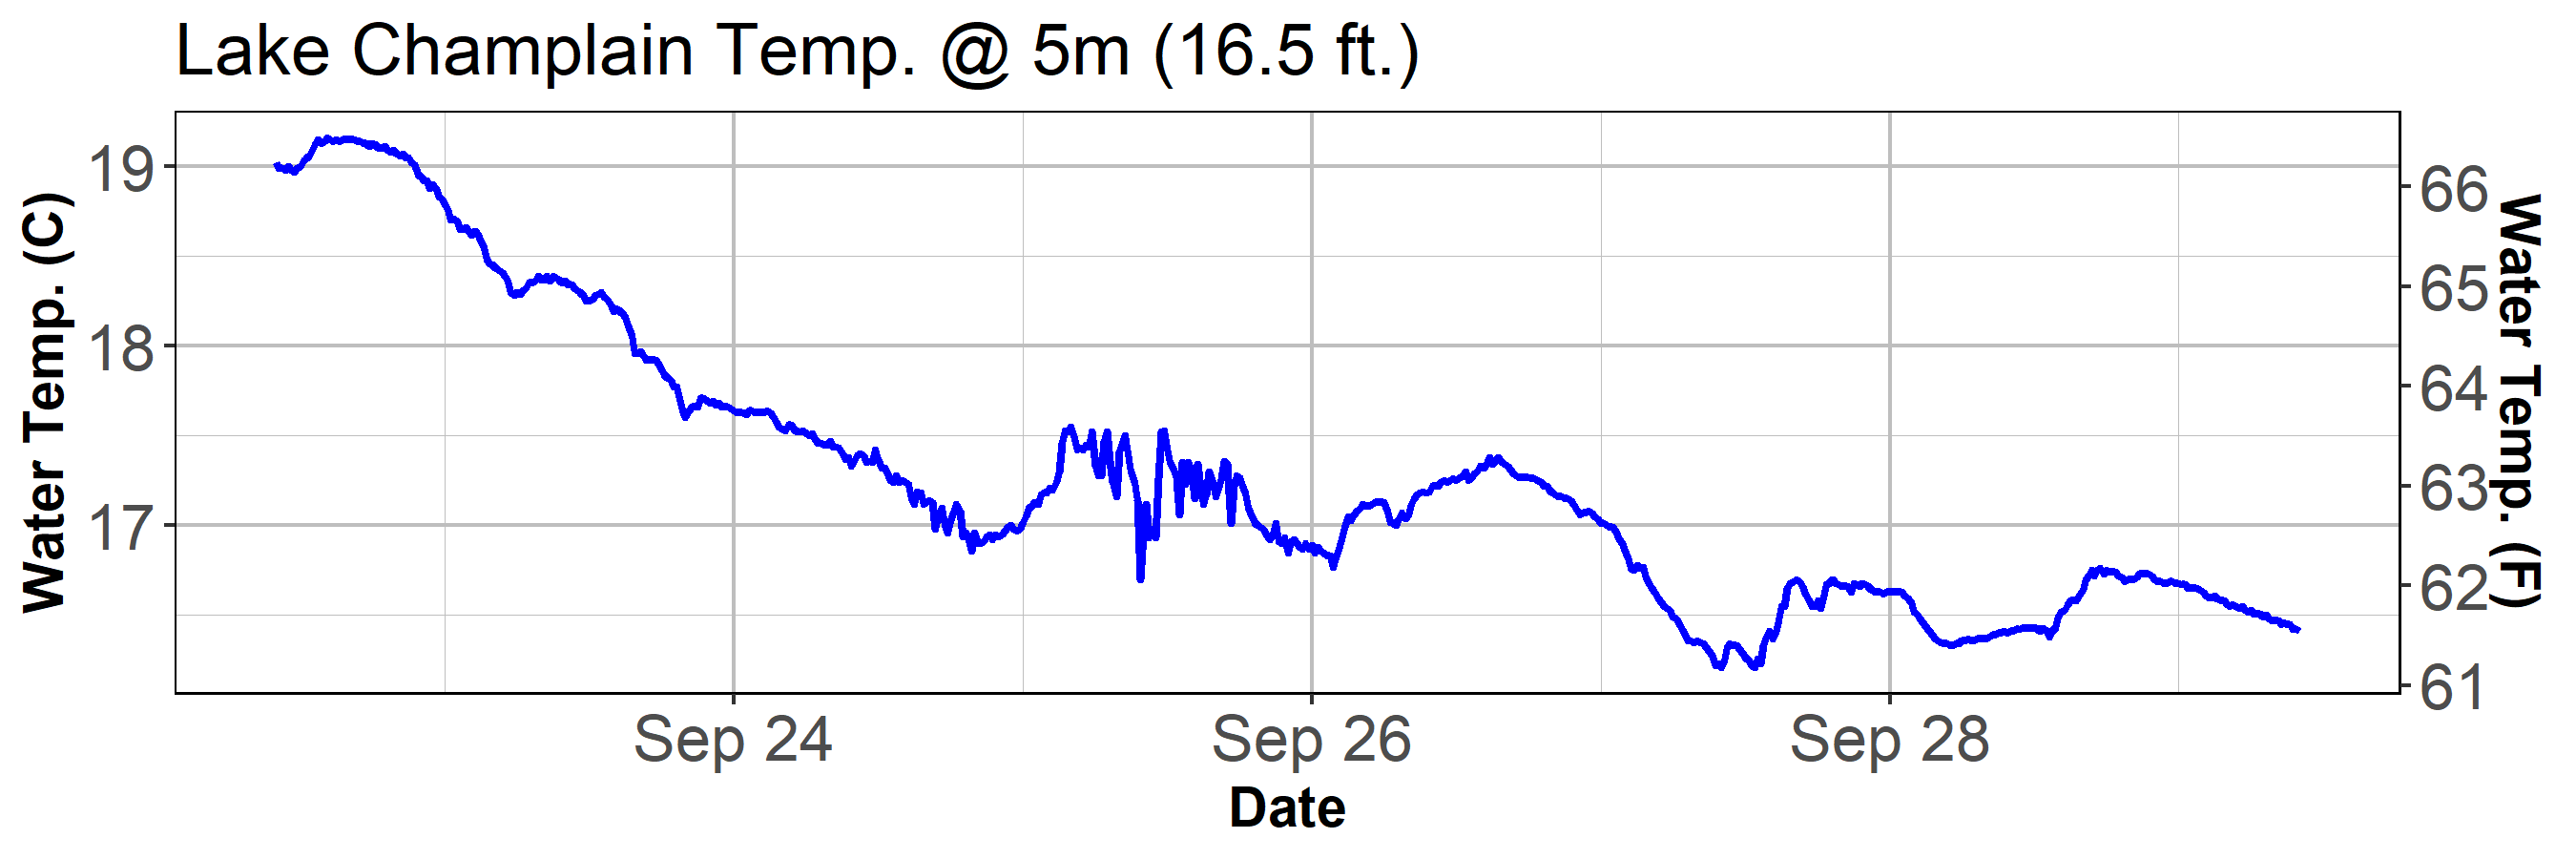 Lake Champlain Temp. @ 5m (16.5 ft.)
Water Temp. (C)
19
18
17
66
65
64
63
62
61
Water Temp. (F)
Sep 24 Sep 26 Sep 28
Date